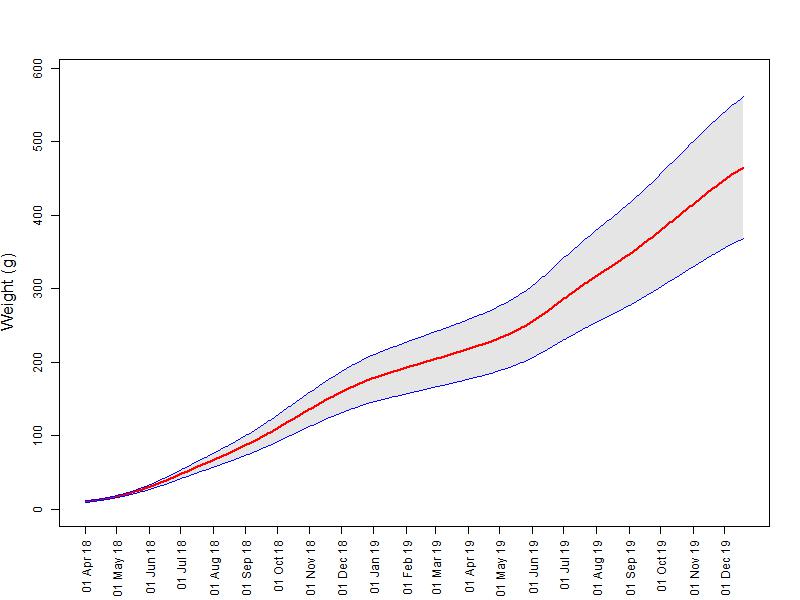 Weight (g)
600
500
400
300
200
100
0
01 Apr 18
01 May 18
01 Jun 18
01 Jul 18
01 Aug 18
01 Sep 18
01 Oct 18
01 Nov 18
01 Dec 18
01 Jan 19
01 Feb 19
01 Mar 19
01 Apr 19
01 May 19
01 Jun 19
01 Jul 19
01 Aug 19
01 Sep 19
01 Oct 19
01 Nov 19
01 Dec 19